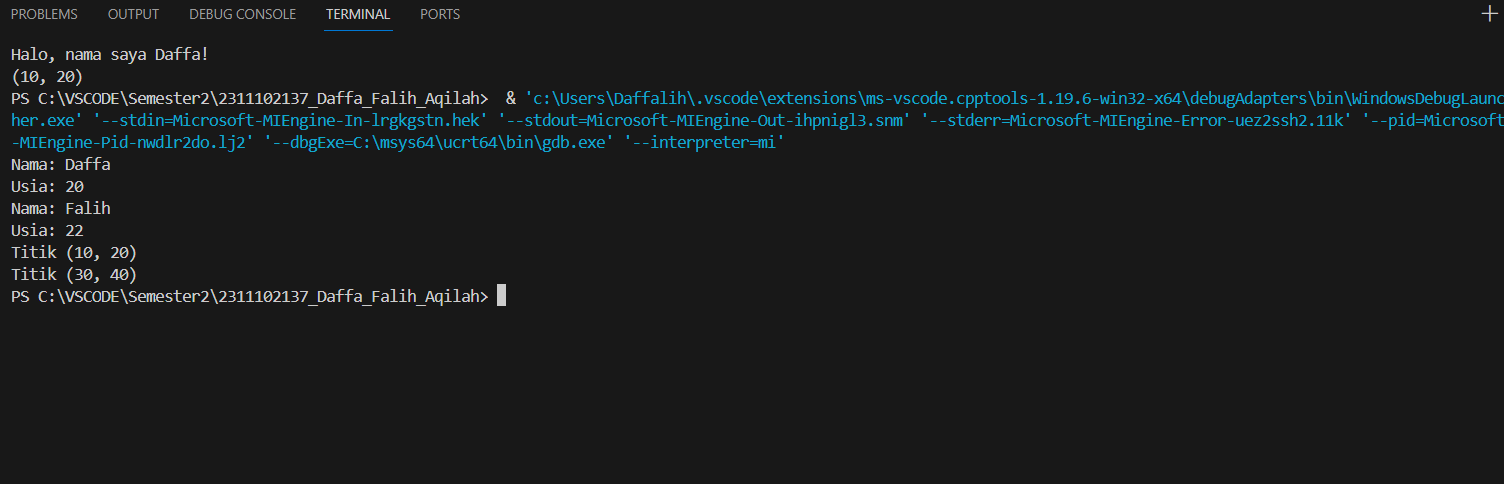 PROBLEMS OUTPUT DEBUG CONSOLE TERMINAL PORTS
Halo, nama saya Daffa!
(10, 20)
PS C:\VSCODE\Semester2\2311102137_Daffa_Falih_Aqilah>  & 'c:\Users\Daffalih\.vscode\extensions\ms-vscode.cpptools-1.19.6-win32-x64\debugAdapters\bin\WindowsDebugLaunc
her.exe' '--stdin=Microsoft-MIEngine-In-lrgkgstn.hek' '--stdout=Microsoft-MIEngine-Out-ihpnigl3.snm' '--stderr=Microsoft-MIEngine-Error-uez2ssh2.11k' '--pid=Microsoft
-MIEngine-Pid-nwdlr2do.lj2' '--dbgExe=C:\msys64\ucrt64\bin\gdb.exe' '--interpreter=mi'
Nama: Daffa
Usia: 20
Nama: Falih
Usia: 22
Titik (10, 20)
Titik (30, 40)
PS C:\VSCODE\Semester2\2311102137_Daffa_Falih_Aqilah>